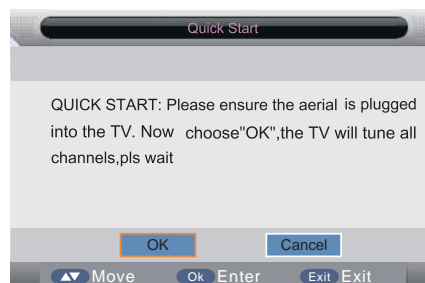 Quick Start
QUICK START: Please ensure the aerial is plugged
into the TV. Now choose"OK",the TV will tune all
channels,pls wait
OK Cancel
Move Ok Enter Exit Exit